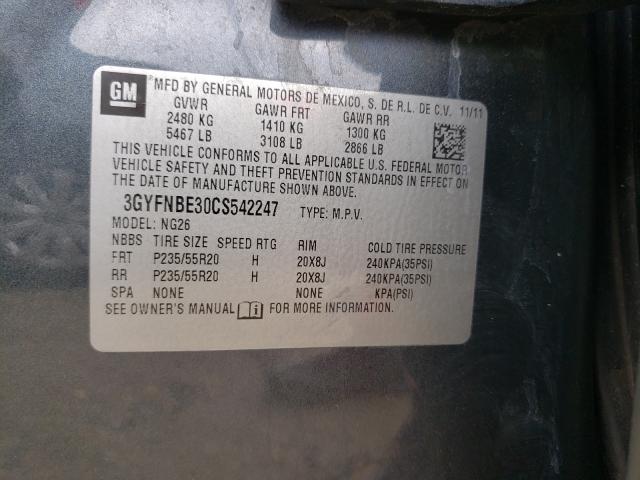 GM ®MFD BY GENERAL MOTORS DE MEXICO, S. DE R.L. DE C.V. 11/11
GVWR GAWR FRT GAWR RR
2480 KG 1410 KG 1300 KG
5467 LB 3108 LB 2866 LB
THIS VEHICLE CONFORMS TO ALL APPLICABLE U.S. FEDERAL MOTOR
VEHICLE SAFETY AND THEFT PREVENTION STANDARDS IN EFFECT ON
THE DATE OF MANUFACTURE SHOWN ABOVE.
3GYFNBE30CS542247 TYPE: M.P.V.
MODEL: NG26
NBBS TIRE SIZE SPEED RTG RIM COLD TIRE PRESSURE
FRT P235/55R20 H 20X8J 240KPA(35PSI)
RR P235/55R20 H 20X8J 240KPA(35PSI)
SPA NONE NONE KPA(PSI)
SEE OWNER'S MANUAL i FOR MORE INFORMATION.